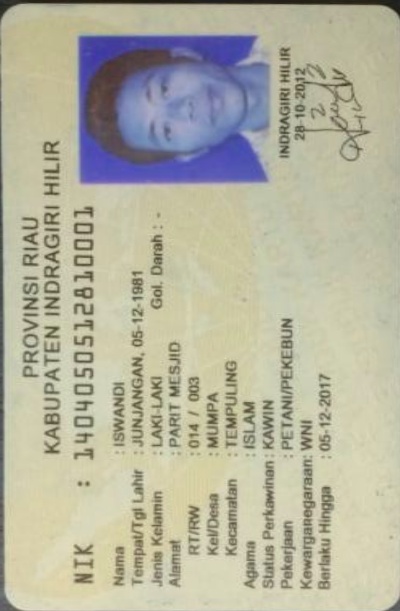 PROVINSI RIAU
KABUPATEN INDRAGIRI HILIR
NIK : 1404050512810001
Nama : ISWANDI
Tempat/Tgl Lahir : JUNJANGAN, 05-12-1981
Jenis Kelamin : LAKI-LAKI Gol. Darah : -
Alamat : PARIT MESJID
RT/RW : 014 / 003
Kel/Desa : MUMPA
Kecamatan : TEMPULING
Agama : ISLAM
Status Perkawinan : KAWIN
Pekerjaan : PETANI/PEKEBUN
Kewarganegaraan: WNI
Berlaku Hingga : 05-12-2017
INDRAGIRI HILIR
28-10-2012